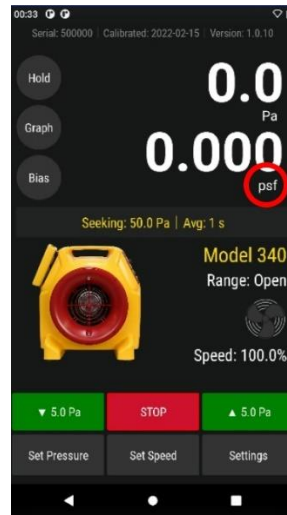 00:33
Serial: 500000 | Calibrated: 2022-02-15 | Version: 1.0.10
Hold
0.0
Pa
Graph
0.000
psf
Bias
Seeking: 50.0 Pa | Avg: 1 s
Model 340
Range: Open
Speed: 100.0%
▼ 5.0 Pa STOP ▲ 5.0 Pa
Set Pressure Set Speed Settings